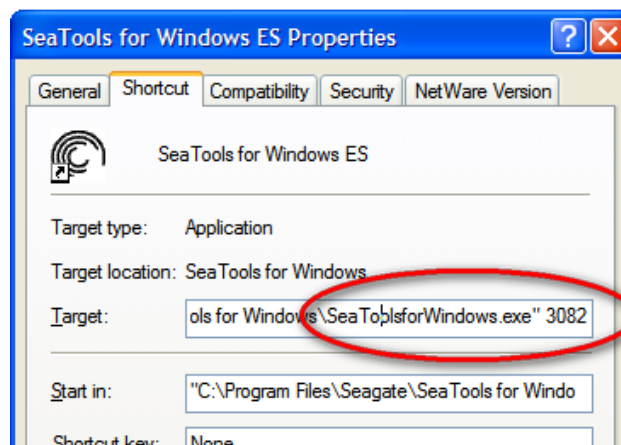 SeaTools for Windows ES Properties
General Shortcut Compatibility Security NetWare Version
SeaTools for Windows ES
Target type: Application
Target location: SeaTools for Windows
Target: ols for Windows\SeaToolsforWindows.exe" 3082
Start in: "C:\Program Files\Seagate\SeaTools for Windo
Shortcut key: None